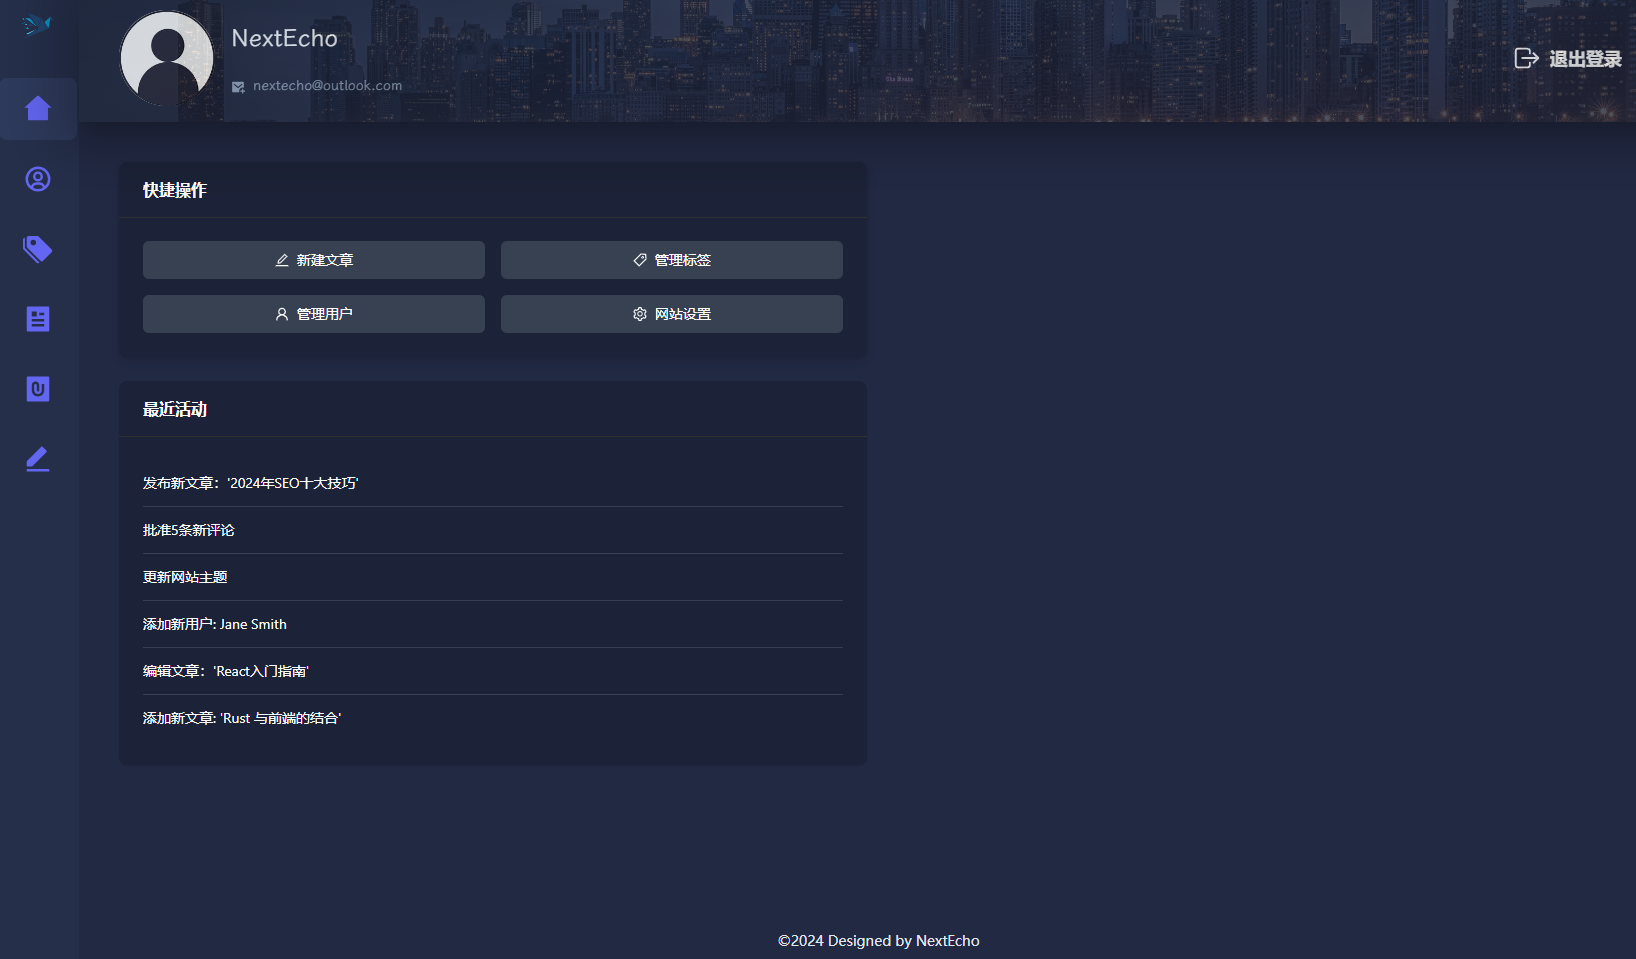 NextEcho
nextecho@outlook.com
退出登录
快捷操作
新建文章
管理标签
管理用户
网站设置
最近活动
发布新文章：'2024年SEO十大技巧'
批准5条新评论
更新网站主题
添加新用户: Jane Smith
编辑文章：'React入门指南'
添加新文章: 'Rust 与前端的结合'
©2024 Designed by NextEcho